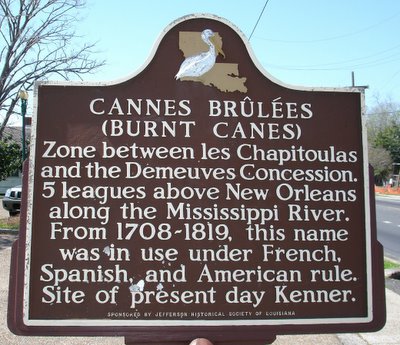 CANNES BRÛLÉES
(BURNT CANES)
Zone between les Chapitoulas
and the Demeuves Concession.
5 leagues above New Orleans
along the Mississippi River.
From 1708-1819, this name
was in use under French,
Spanish, and American rule.
Site of present day Kenner.
SPONSORED BY JEFFERSON HISTORICAL SOCIETY OF LOUISIANA